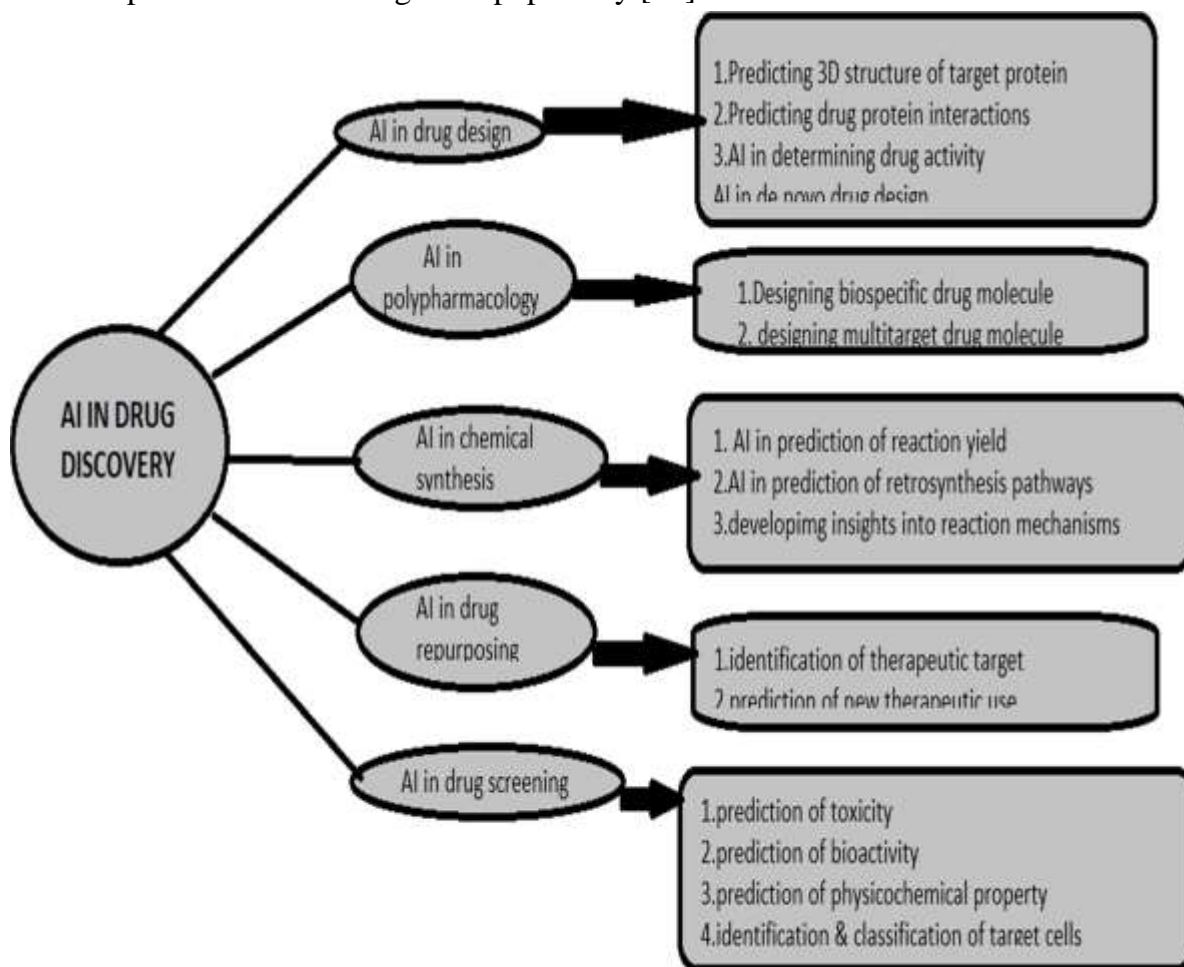 AI in drug design
1.Predicting 3D structure of target protein
2.Predicting drug protein interactions
3.AI in determining drug activity
AI in de novo drug design
AI in
polypharmacology
1.Designing biospecific drug molecule
2. designing multitarget drug molecule
AI IN DRUG
DISCOVERY
AI in chemical
synthesis
1. AI in prediction of reaction yield
2.AI in prediction of retrosynthesis pathways
3.developimg insights into reaction mechanisms
AI in drug
repurposing
1.identification of therapeutic target
2.prediction of new therapeutic use
AI in drug screening
1.prediction of toxicity
2.prediction of bioactivity
3.prediction of physicochemical property
4.identification & classification of target cells